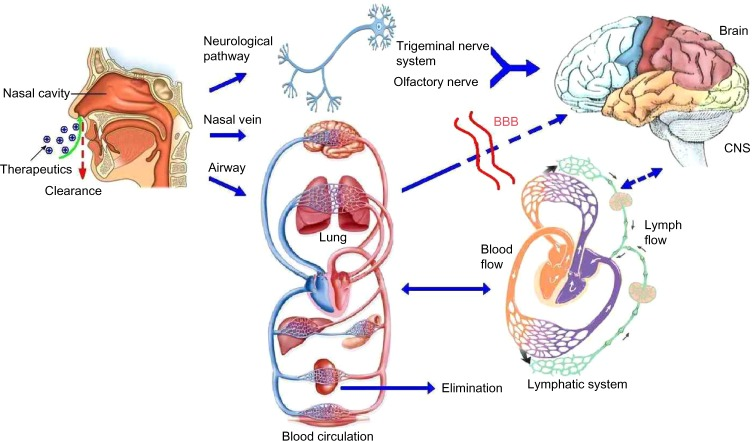 Neurological
pathway
Trigeminal nerve
system
Olfactory nerve
Brain
Nasal cavity
Nasal vein
BBB
CNS
Therapeutics
Clearance
Airway
Lung
Blood
flow
Lymph
flow
Elimination
Lymphatic system
Blood circulation